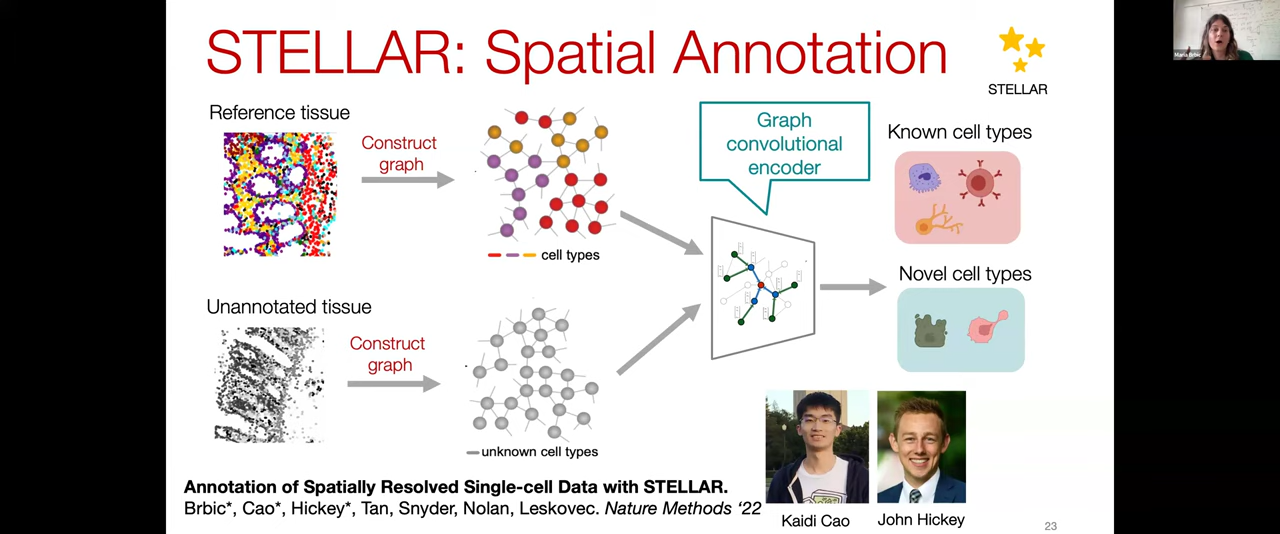 STELLAR: Spatial Annotation
STELLAR
Maria Brbic
Reference tissue
Construct
graph
cell types
Graph
convolutional
encoder
Known cell types
Novel cell types
Unannotated tissue
Construct
graph
unknown cell types
Annotation of Spatially Resolved Single-cell Data with STELLAR.
Brbic*, Cao*, Hickey*, Tan, Snyder, Nolan, Leskovec. Nature Methods ‘22
Kaidi Cao
John Hickey
23